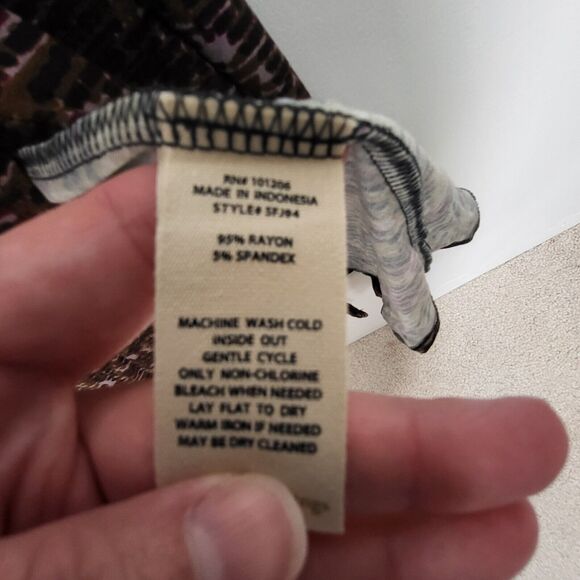 RN# 101206
MADE IN INDONESIA
STYLE# SFJ94
95% RAYON
5% SPANDEX
MACHINE WASH COLD
INSIDE OUT
GENTLE CYCLE
ONLY NON-CHLORINE
BLEACH WHEN NEEDED
LAY FLAT TO DRY
WARM IRON IF NEEDED
MAY BE DRY CLEANED